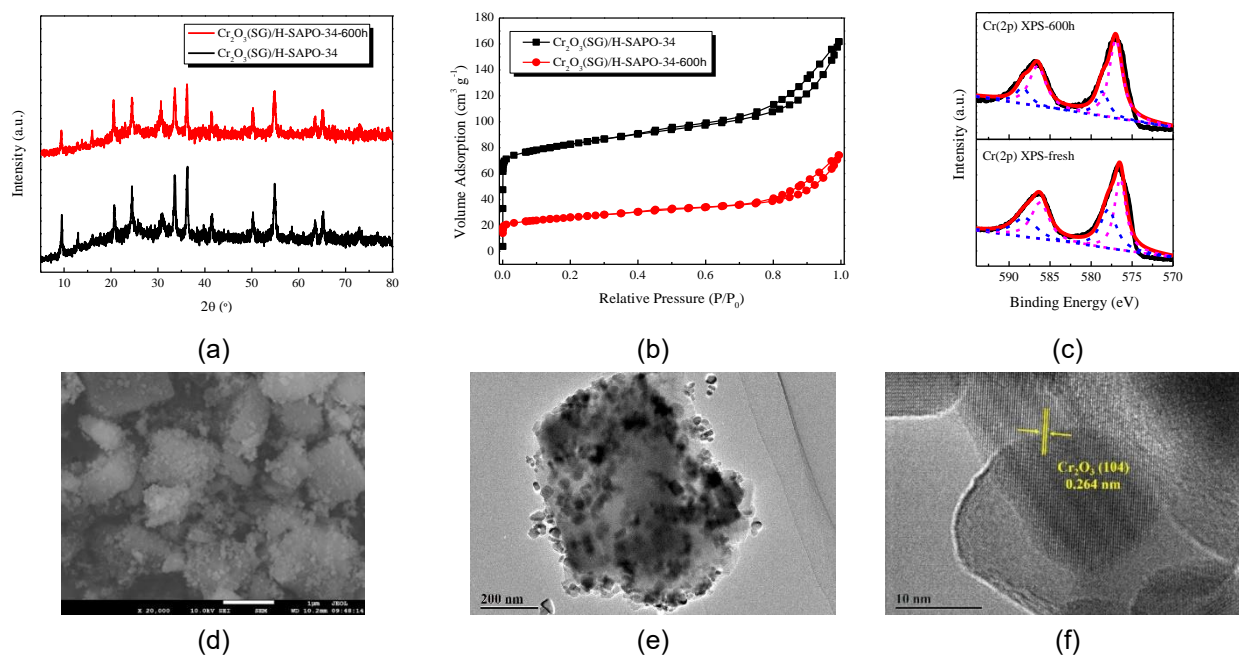 Intensity (a.u.)
Cr₂O₃(SG)/H-SAPO-34-600h
Cr₂O₃(SG)/H-SAPO-34
10 20 30 40 50 60 70 80
2θ (°)
(a)
Volume Adsorption (cm³ g⁻¹)
180
160
140
120
100
80
60
40
20
0
Cr₂O₃(SG)/H-SAPO-34
Cr₂O₃(SG)/H-SAPO-34-600h
0.0 0.2 0.4 0.6 0.8 1.0
Relative Pressure (P/P₀)
(b)
Intensity (a.u.)
Cr(2p) XPS-600h
Cr(2p) XPS-fresh
590 585 580 575 570
Binding Energy (eV)
(c)
1μm JEOL
X 20,000 10.0kV SEI SEM WD 10.2mm 09:48:14
(d)
200 nm
(e)
Cr₂O₃ (104)
0.264 nm
10 nm
(f)